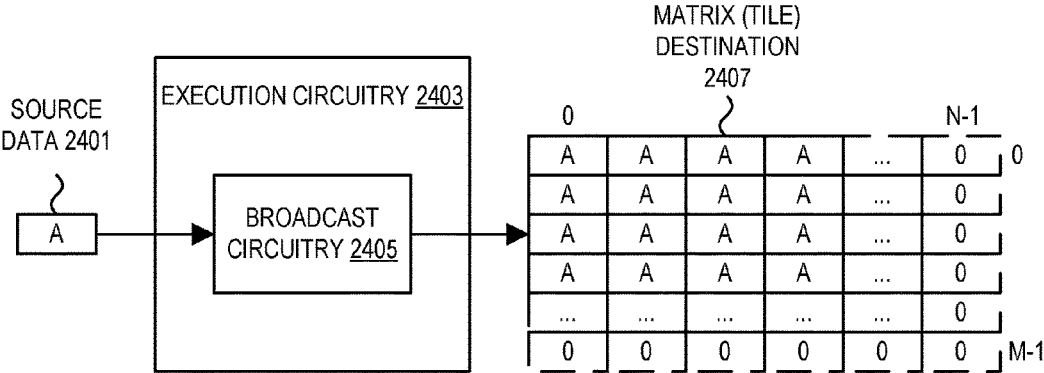 MATRIX (TILE)
DESTINATION
2407
EXECUTION CIRCUITRY 2403
SOURCE
DATA 2401
0 N-1
A A A A ... 0 0
A A A A ... 0
A
BROADCAST
CIRCUITRY 2405
A A A A ... 0
A A A A ... 0
... ... ... ... ... 0
0 0 0 0 0 0 M-1